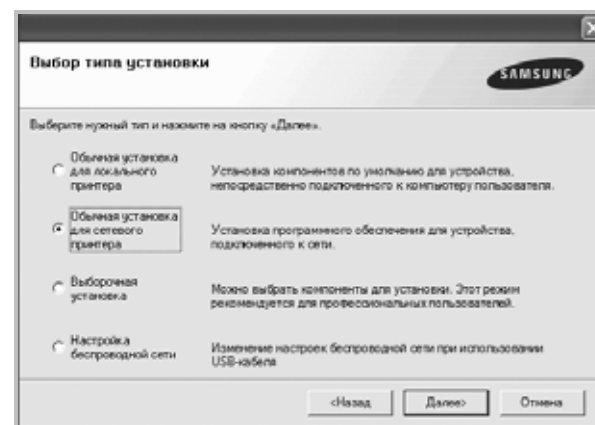 Выбор типа установки
SAMSUNG
Выберите нужный тип и нажмите на кнопку «Далее».
Обычная установка
для локального
принтера
Установка компонентов по умолчанию для устройства,
непосредственно подключенного к компьютеру пользователя.
Обычная установка
для сетевого
принтера
Установка программного обеспечения для устройства,
подключенного к сети.
Выборочная
установка
Можно выбрать компоненты для установки. Этот режим
рекомендуется для профессиональных пользователей.
Настройка
беспроводной сети
Изменение настроек беспроводной сети при использовании
USB-кабеля
<Назад
Далее>
Отмена